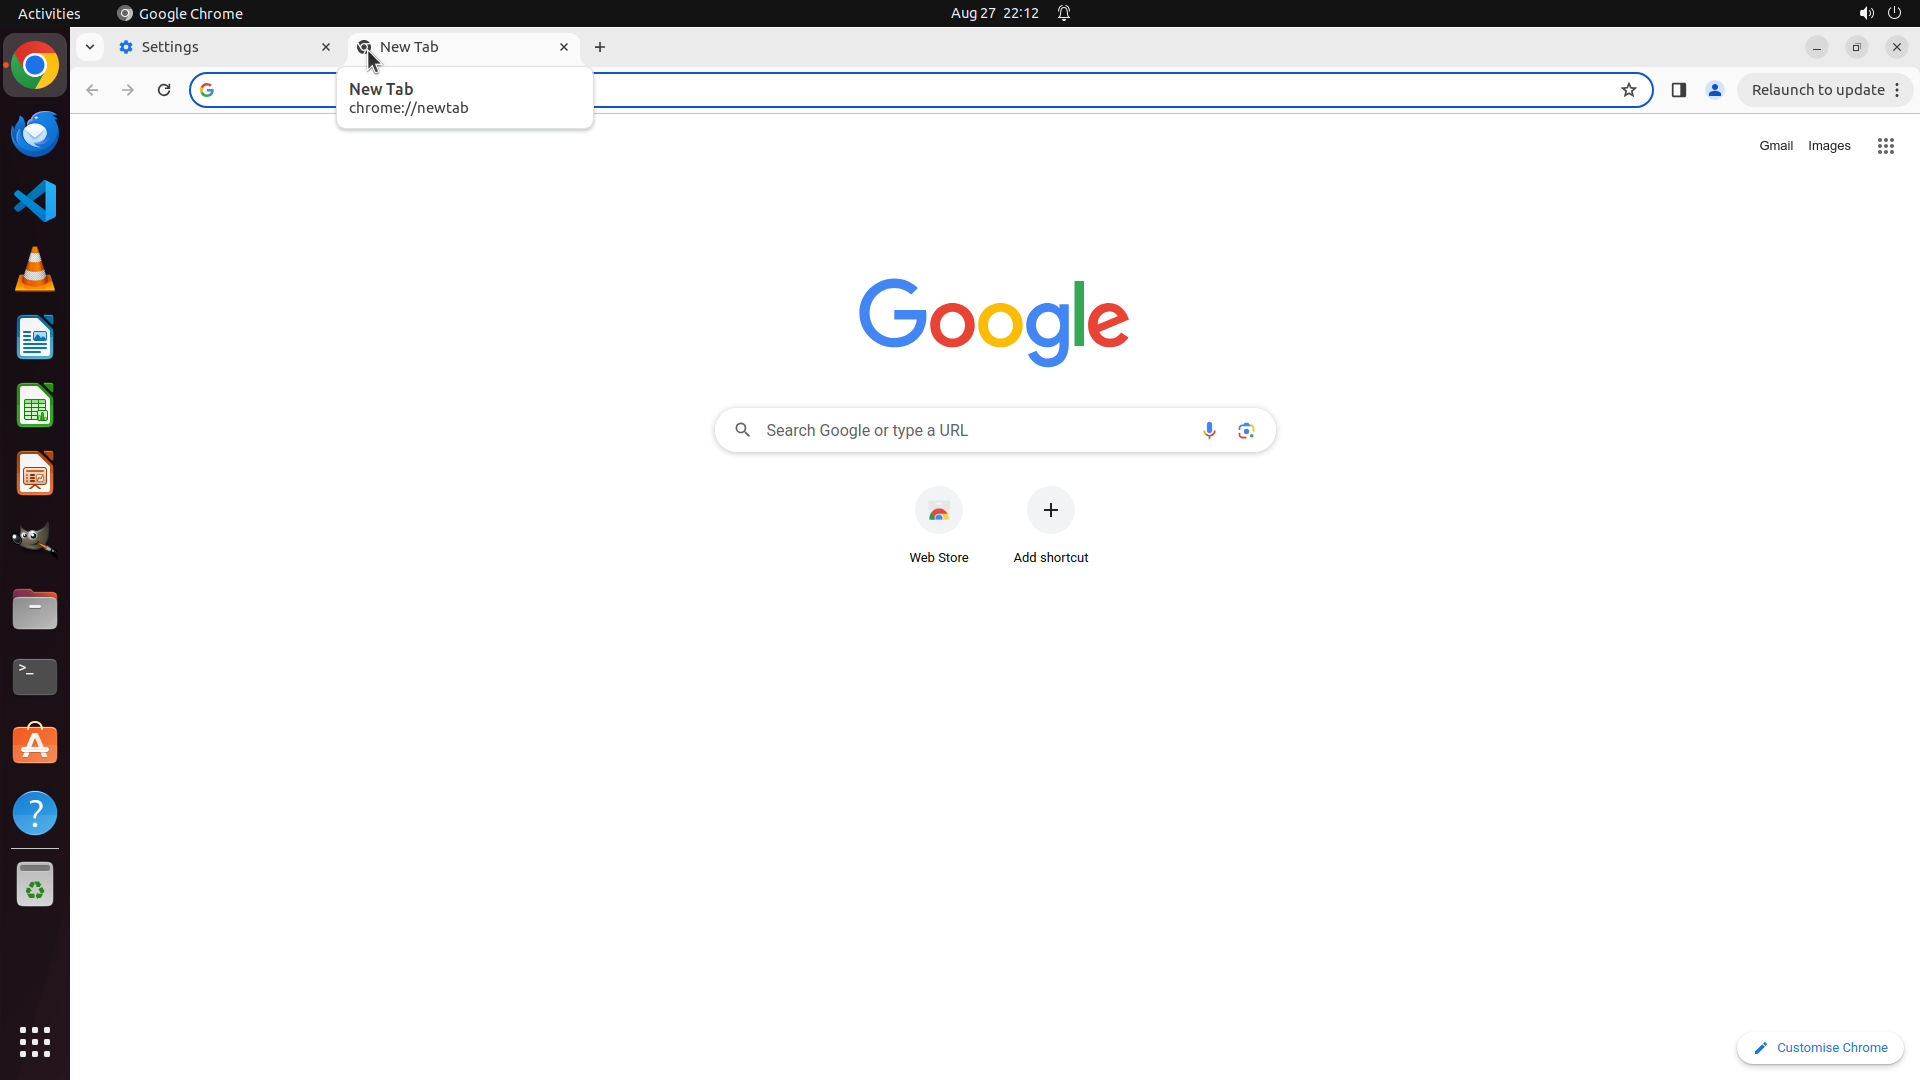 Activities
Google Chrome
Aug 27 22:12
Settings
New Tab
New Tab
chrome://newtab
Relaunch to update
Gmail
Images
Google
Search Google or type a URL
Web Store
Add shortcut
Customise Chrome